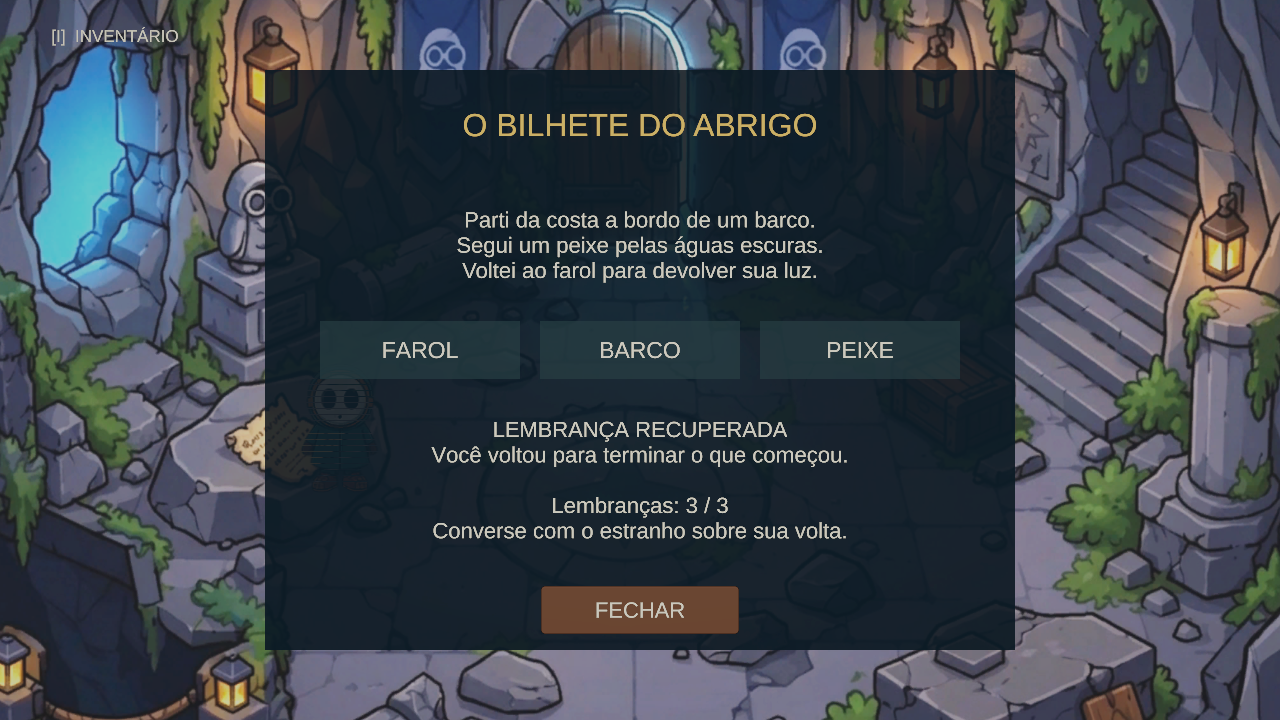 [I] INVENTÁRIO
O BILHETE DO ABRIGO
Parti da costa a bordo de um barco.
Segui um peixe pelas águas escuras.
Voltei ao farol para devolver sua luz.
FAROL
BARCO
PEIXE
LEMBRANÇA RECUPERADA
Você voltou para terminar o que começou.
Lembranças: 3 / 3
Converse com o estranho sobre sua volta.
FECHAR